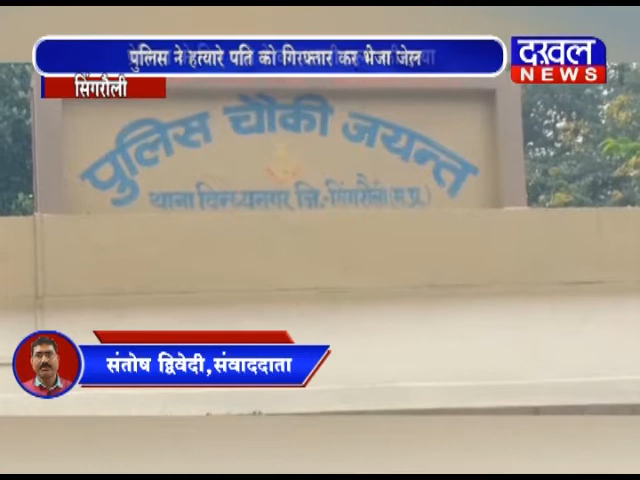 पुलिस ने हत्यारे पति को गिरफ्तार कर भेजा जेल
दखल
NEWS
सिंगरौली
पुलिस चौकी जयन्त
थाना विन्ध्यनगर जि.-सिंगरौली (म.प्र.)
संतोष द्विवेदी,संवाददाता